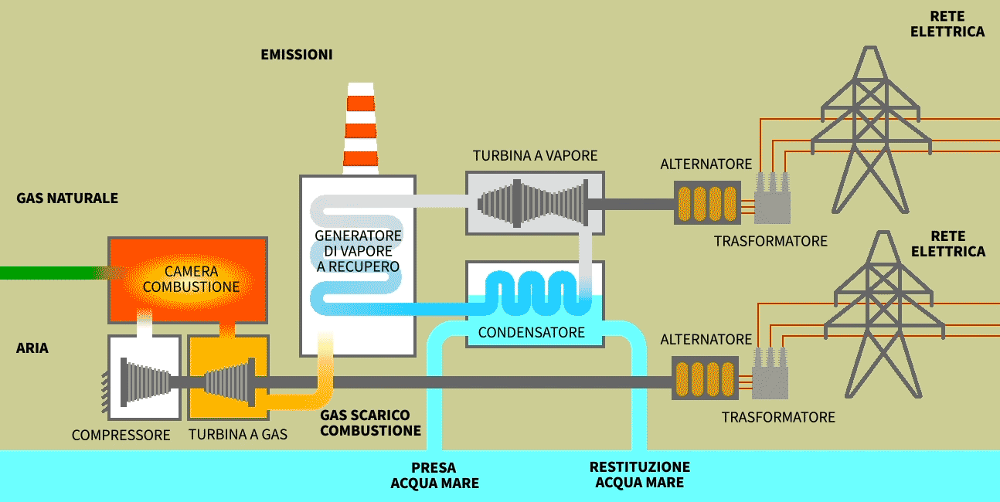 RETE
ELETTRICA
EMISSIONI
TURBINA A VAPORE
ALTERNATORE
GAS NATURALE
GENERATORE
DI VAPORE
A RECUPERO
TRASFORMATORE
RETE
ELETTRICA
CAMERA
COMBUSTIONE
CONDENSATORE
ALTERNATORE
ARIA
GAS SCARICO
COMBUSTIONE
TRASFORMATORE
COMPRESSORE
TURBINA A GAS
PRESA
ACQUA MARE
RESTITUZIONE
ACQUA MARE